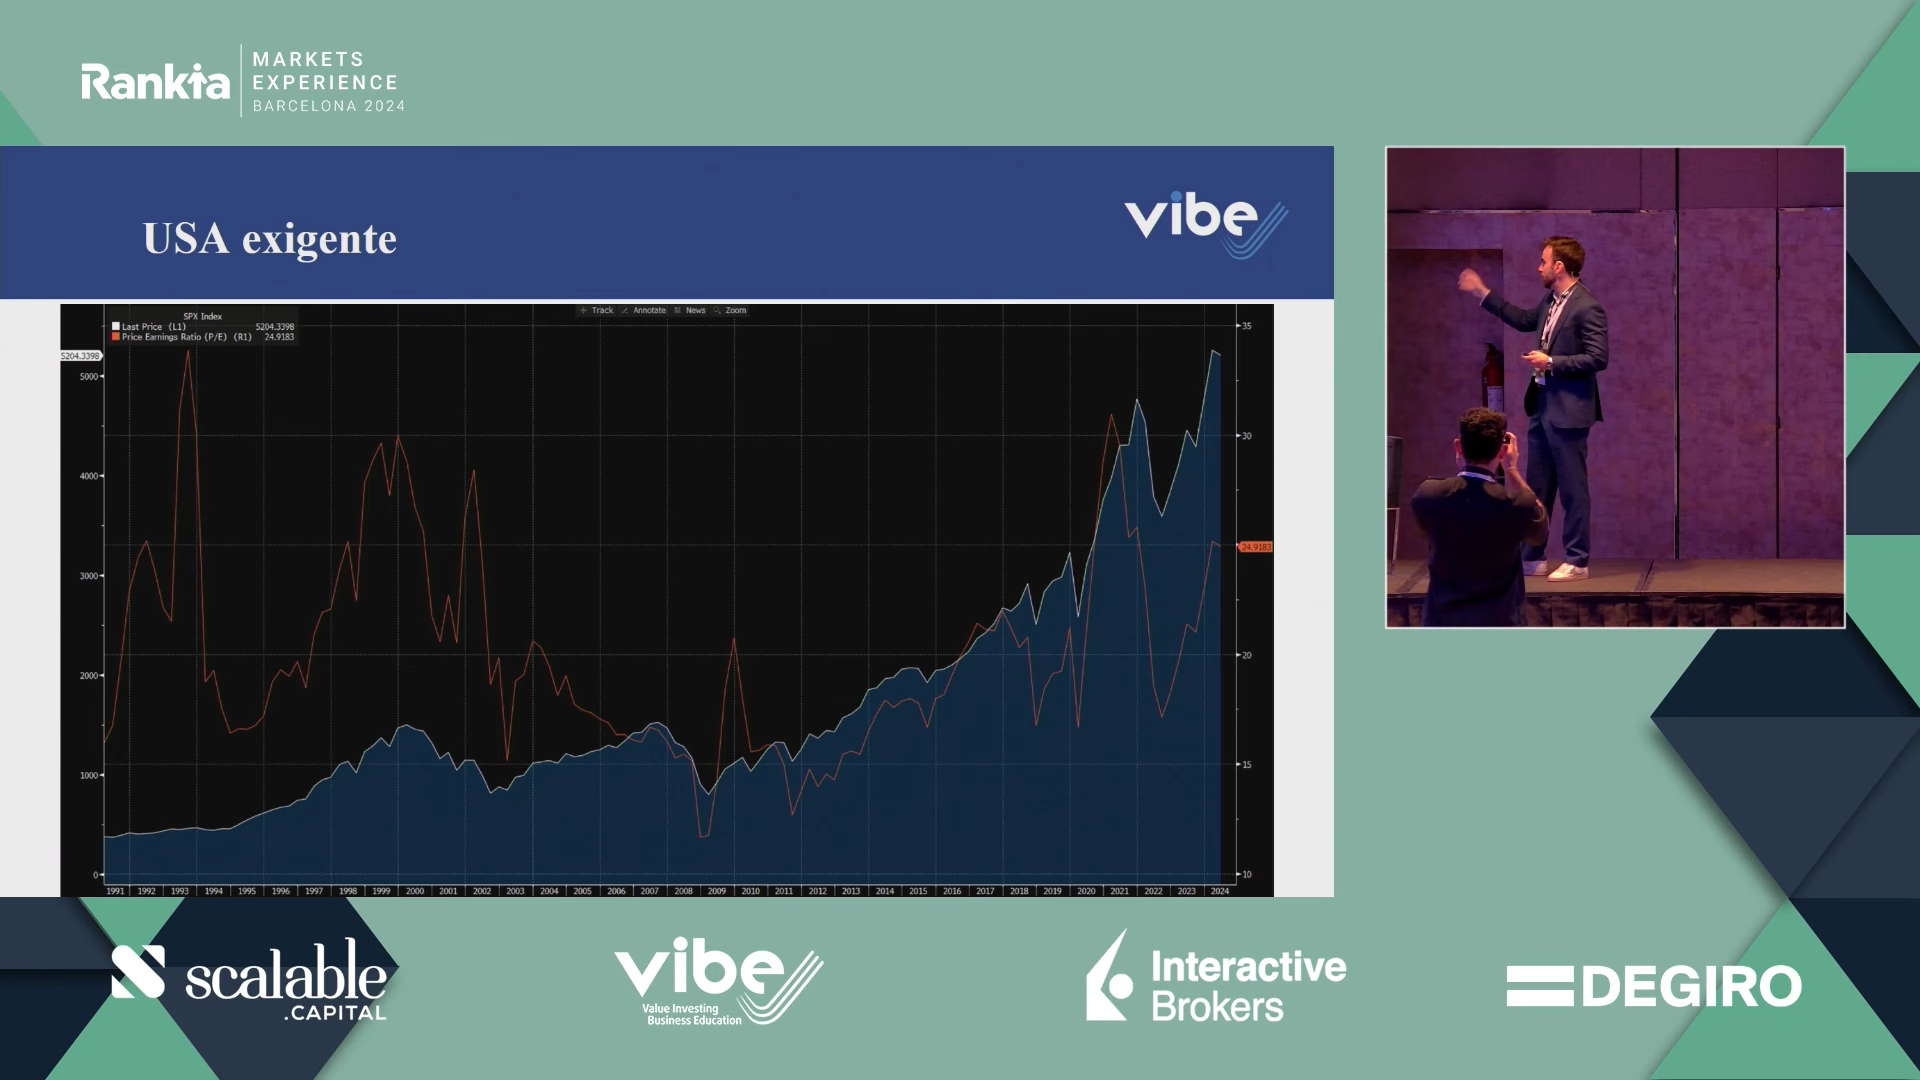 Rankia
MARKETS
EXPERIENCE
BARCELONA 2024
USA exigente
vibe
SPX Index
Last Price (L1) 5204.3398
Price Earnings Ratio (P/E) (R1) 24.9183
Track Annotate News Zoom
5204.3398
5000
4000
3000
2000
1000
0
35
30
24.9183
20
15
10
1991 1992 1993 1994 1995 1996 1997 1998 1999 2000 2001 2002 2003 2004 2005 2006 2007 2008 2009 2010 2011 2012 2013 2014 2015 2016 2017 2018 2019 2020 2021 2022 2023 2024
scalable
.CAPITAL
vibe
Value Investing
Business Education
Interactive
Brokers
DEGIRO